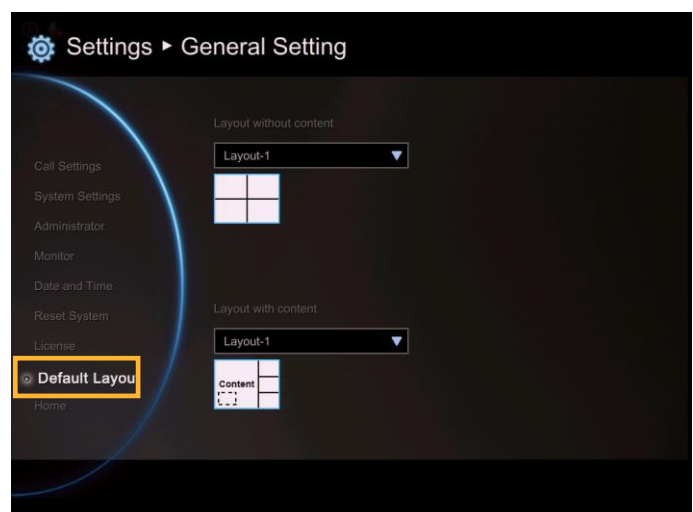 Settings ▸ General Setting
Layout without content
Layout-1
Call Settings
System Settings
Administrator
Monitor
Date and Time
Reset System
License
Default Layou
Home
Layout with content
Layout-1
Content